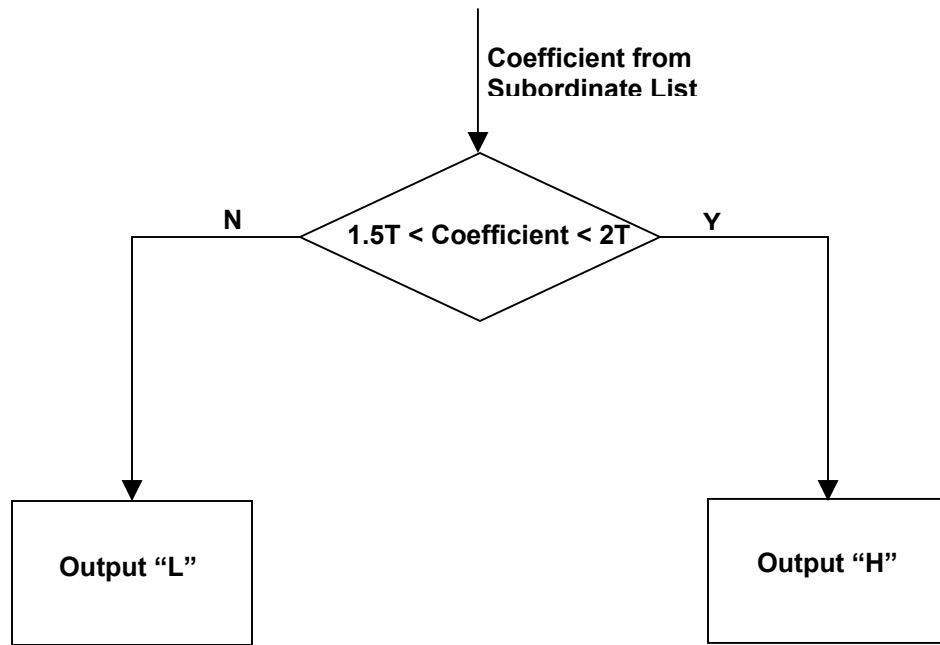 Coefficient from
Subordinate List
N
1.5T < Coefficient < 2T
Y
Output “L”
Output “H”